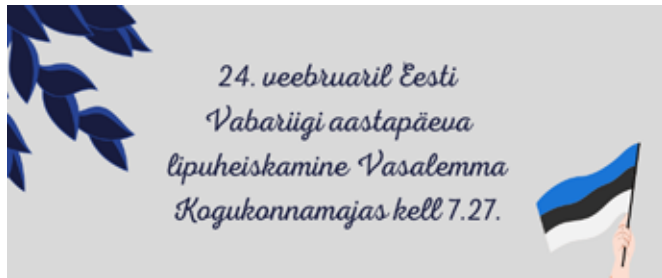 24. veebruaril Eesti
Vabariigi aastapäeva
lipuheiskamine Vasalemma
Kogukonnamajas kell 7.27.